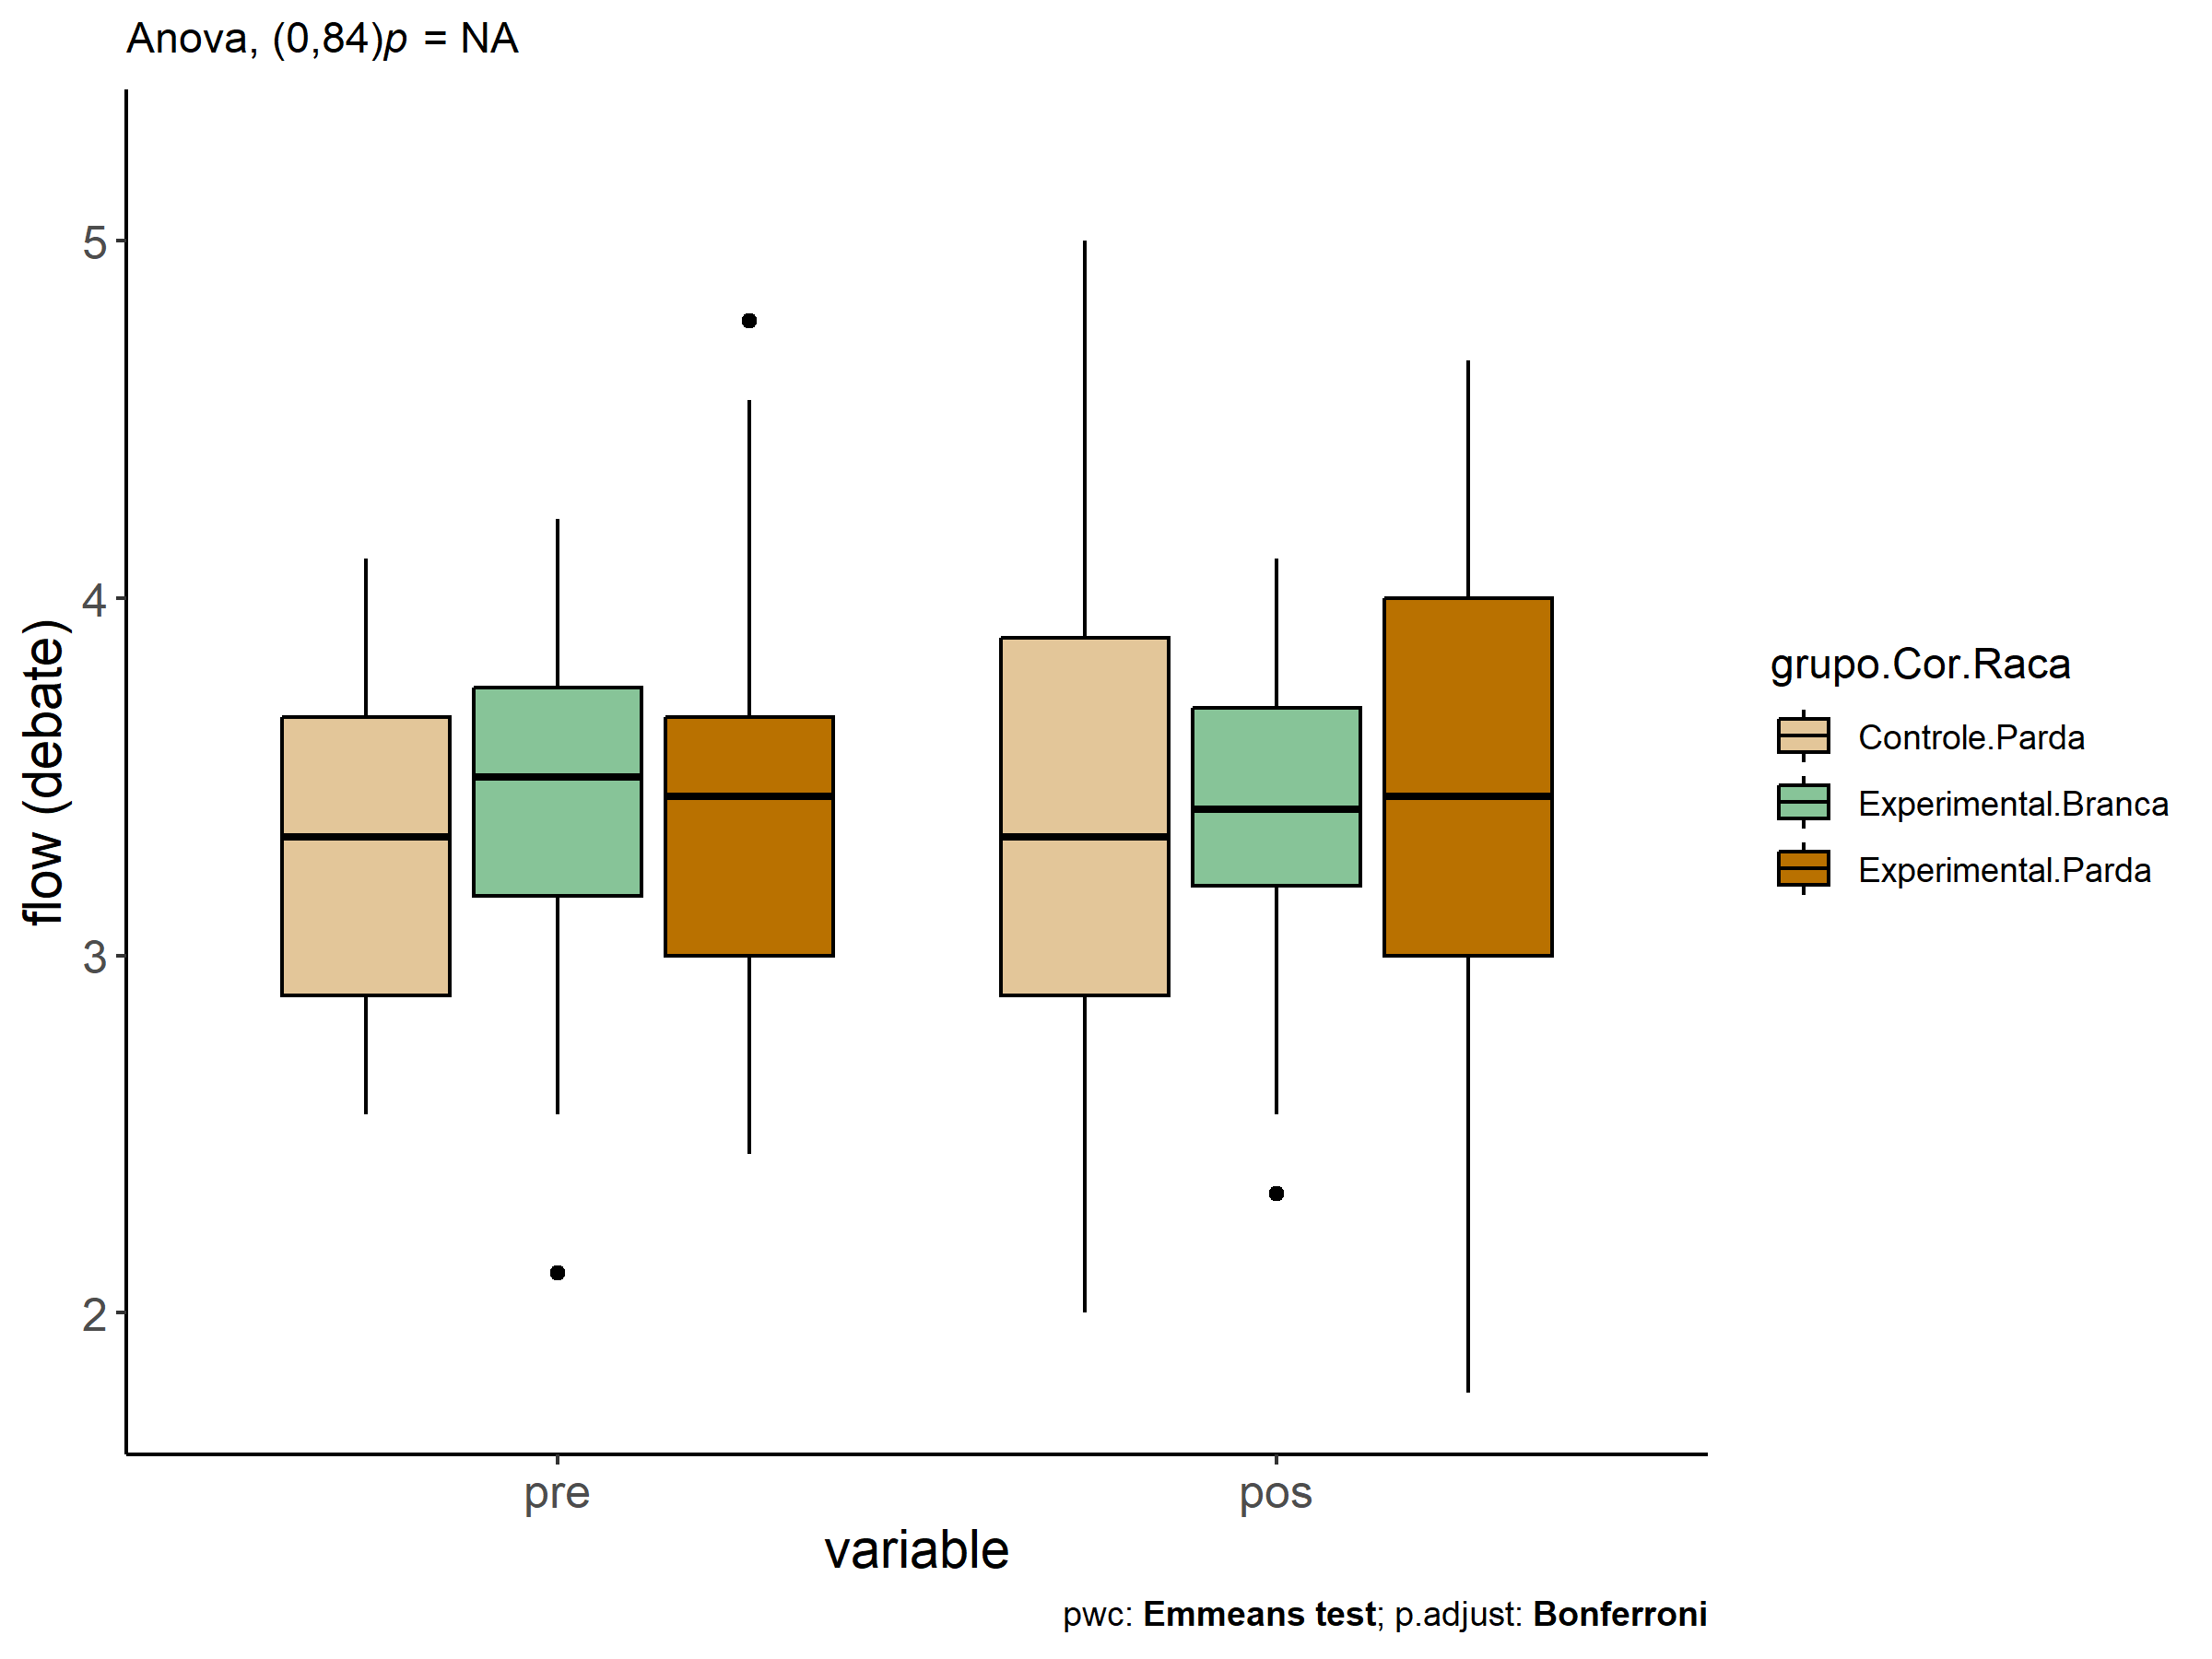 Anova, (0,84)p = NA
flow (debate)
5
4
3
2
pre
pos
variable
grupo.Cor.Raca
Controle.Parda
Experimental.Branca
Experimental.Parda
pwc: Emmeans test; p.adjust: Bonferroni